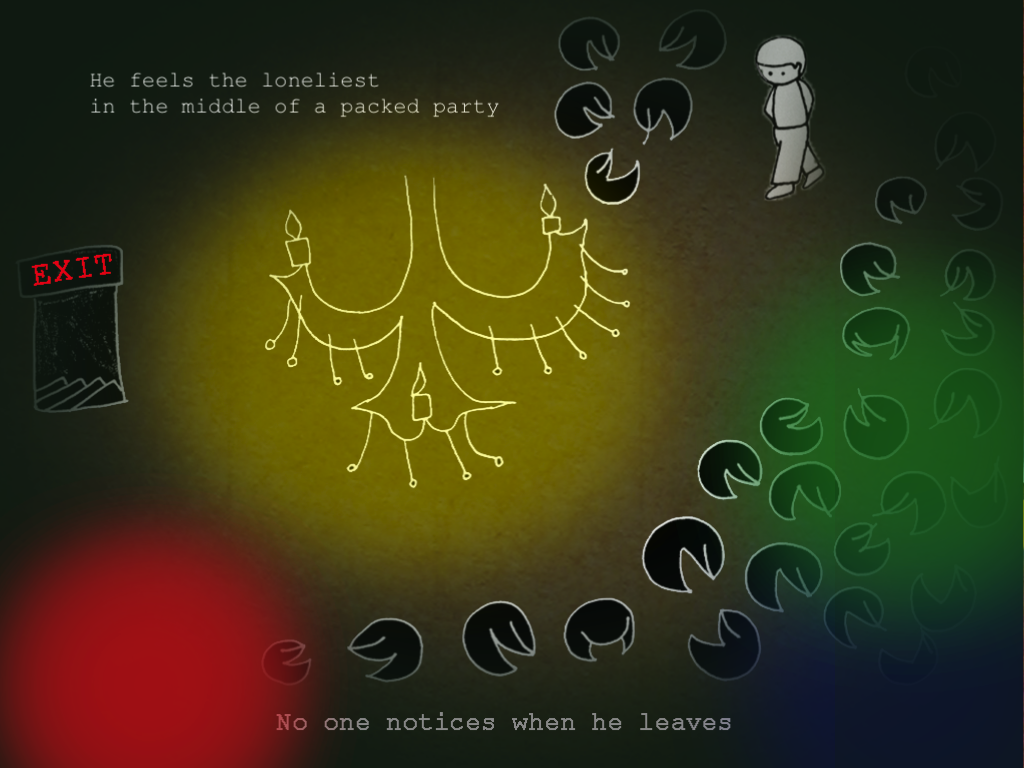 He feels the loneliest
in the middle of a packed party
EXIT
No one notices when he leaves